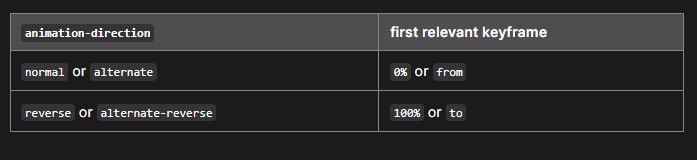 animation-direction first relevant keyframe
normal or alternate 0% or from
reverse or alternate-reverse 100% or to